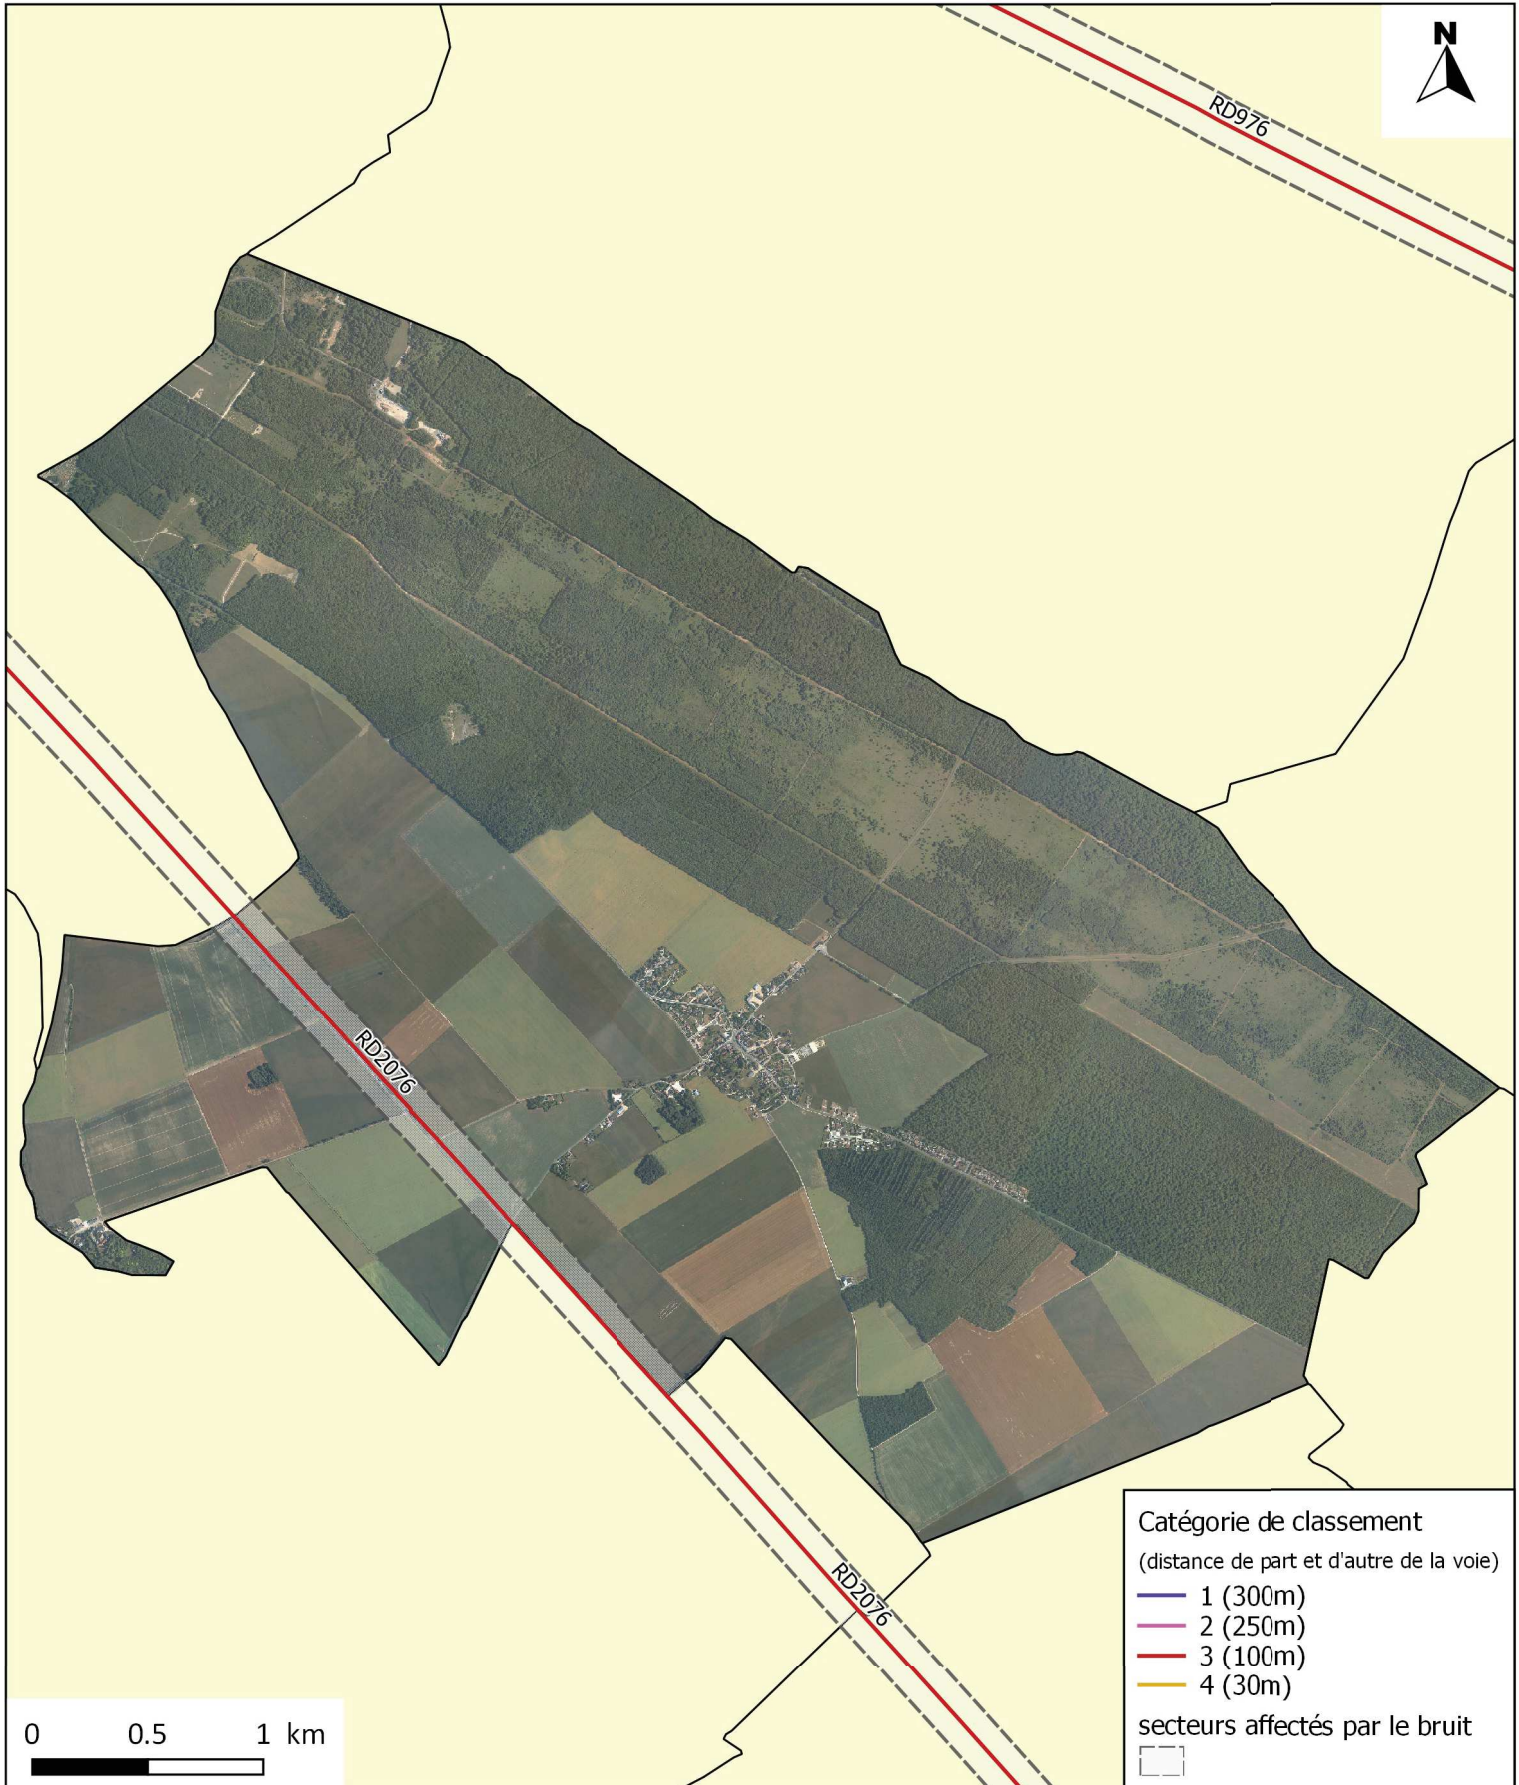 N
RD976
RD2076
RD2076
Catégorie de classement
(distance de part et d'autre de la voie)
1 (300m)
2 (250m)
3 (100m)
4 (30m)
secteurs affectés par le bruit
0 0.5 1 km